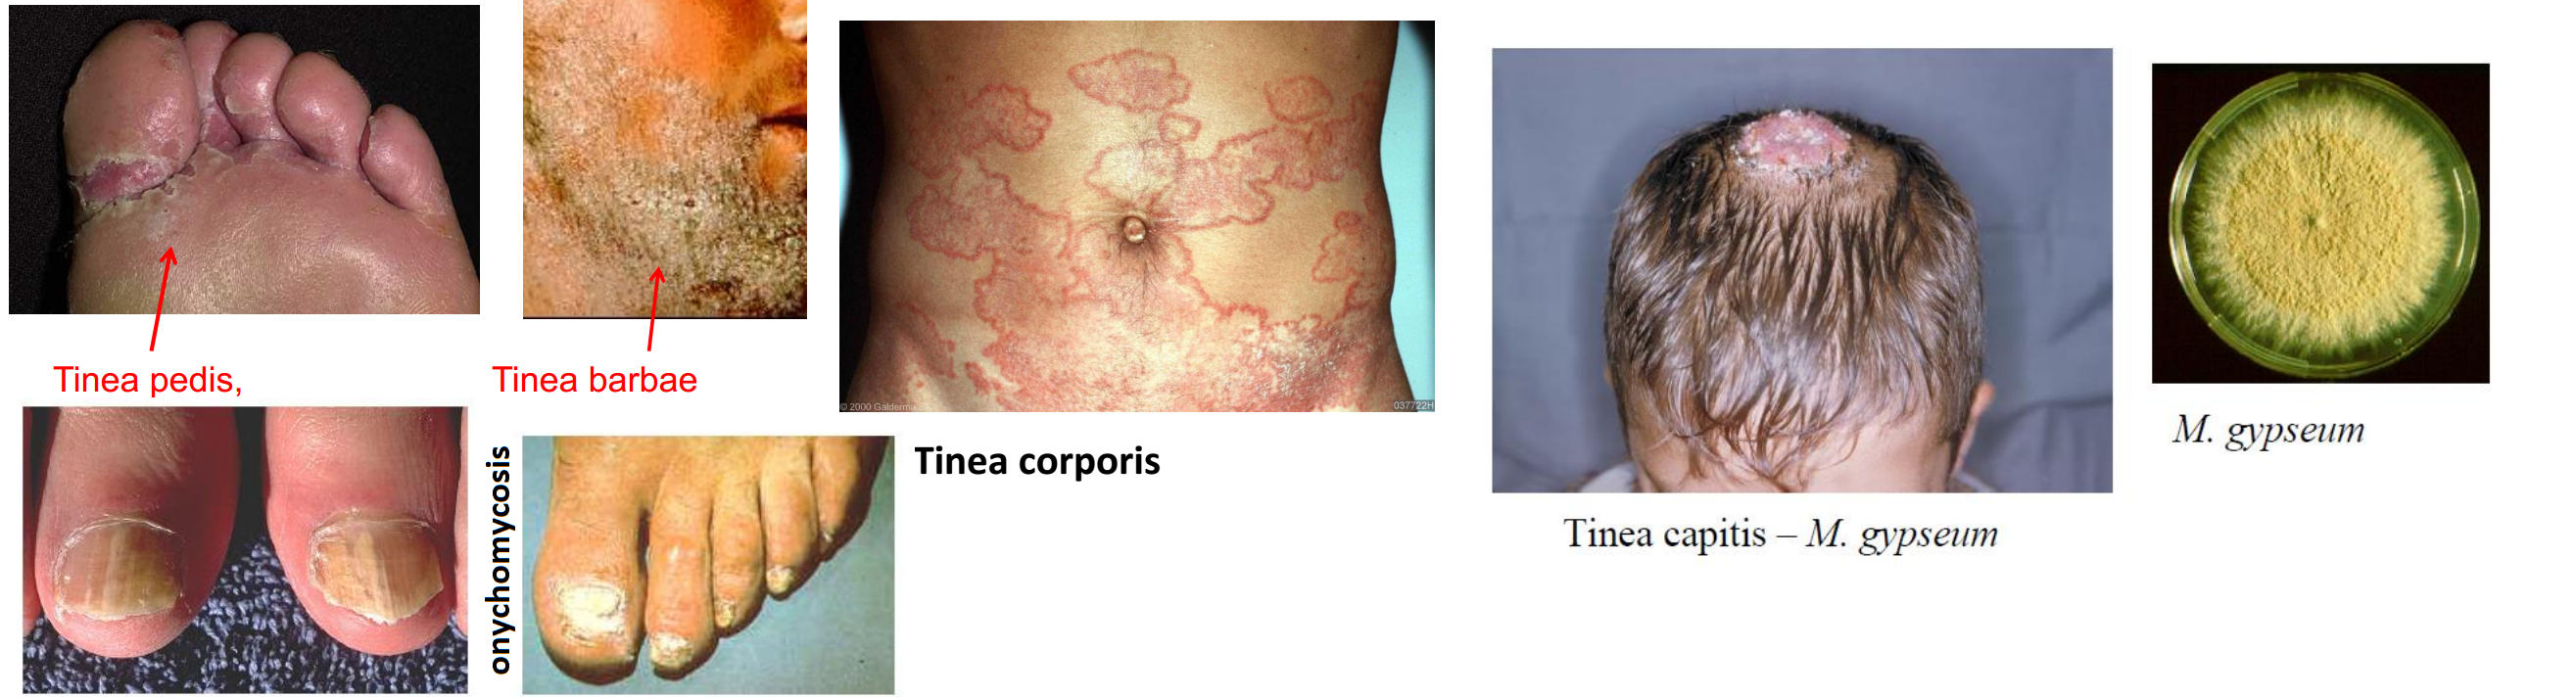 Tinea pedis,
Tinea barbae
© 2000 Galderma
037722H
Tinea corporis
onychomycosis
Tinea capitis – M. gypseum
M. gypseum